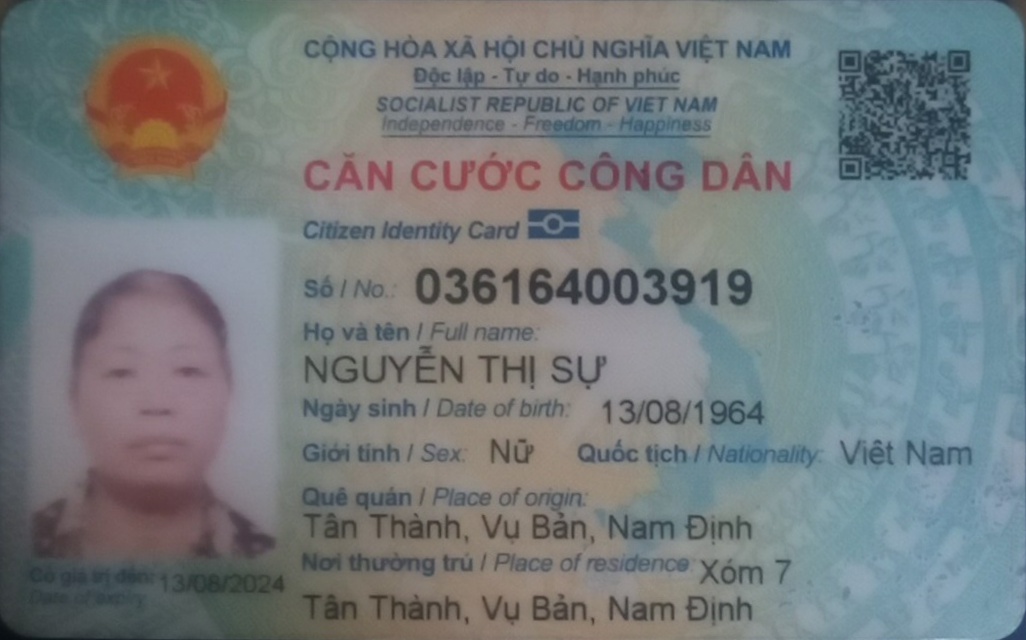 CỘNG HÒA XÃ HỘI CHỦ NGHĨA VIỆT NAM
Độc lập - Tự do - Hạnh phúc
SOCIALIST REPUBLIC OF VIET NAM
Independence - Freedom - Happiness
CĂN CƯỚC CÔNG DÂN
Citizen Identity Card
Số / No.: 036164003919
Họ và tên / Full name:
NGUYỄN THỊ SỰ
Ngày sinh / Date of birth: 13/08/1964
Giới tính / Sex: Nữ Quốc tịch / Nationality: Việt Nam
Quê quán / Place of origin:
Tân Thành, Vụ Bản, Nam Định
Nơi thường trú / Place of residence: Xóm 7
Tân Thành, Vụ Bản, Nam Định
Có giá trị đến: 13/08/2024
Date of expiry